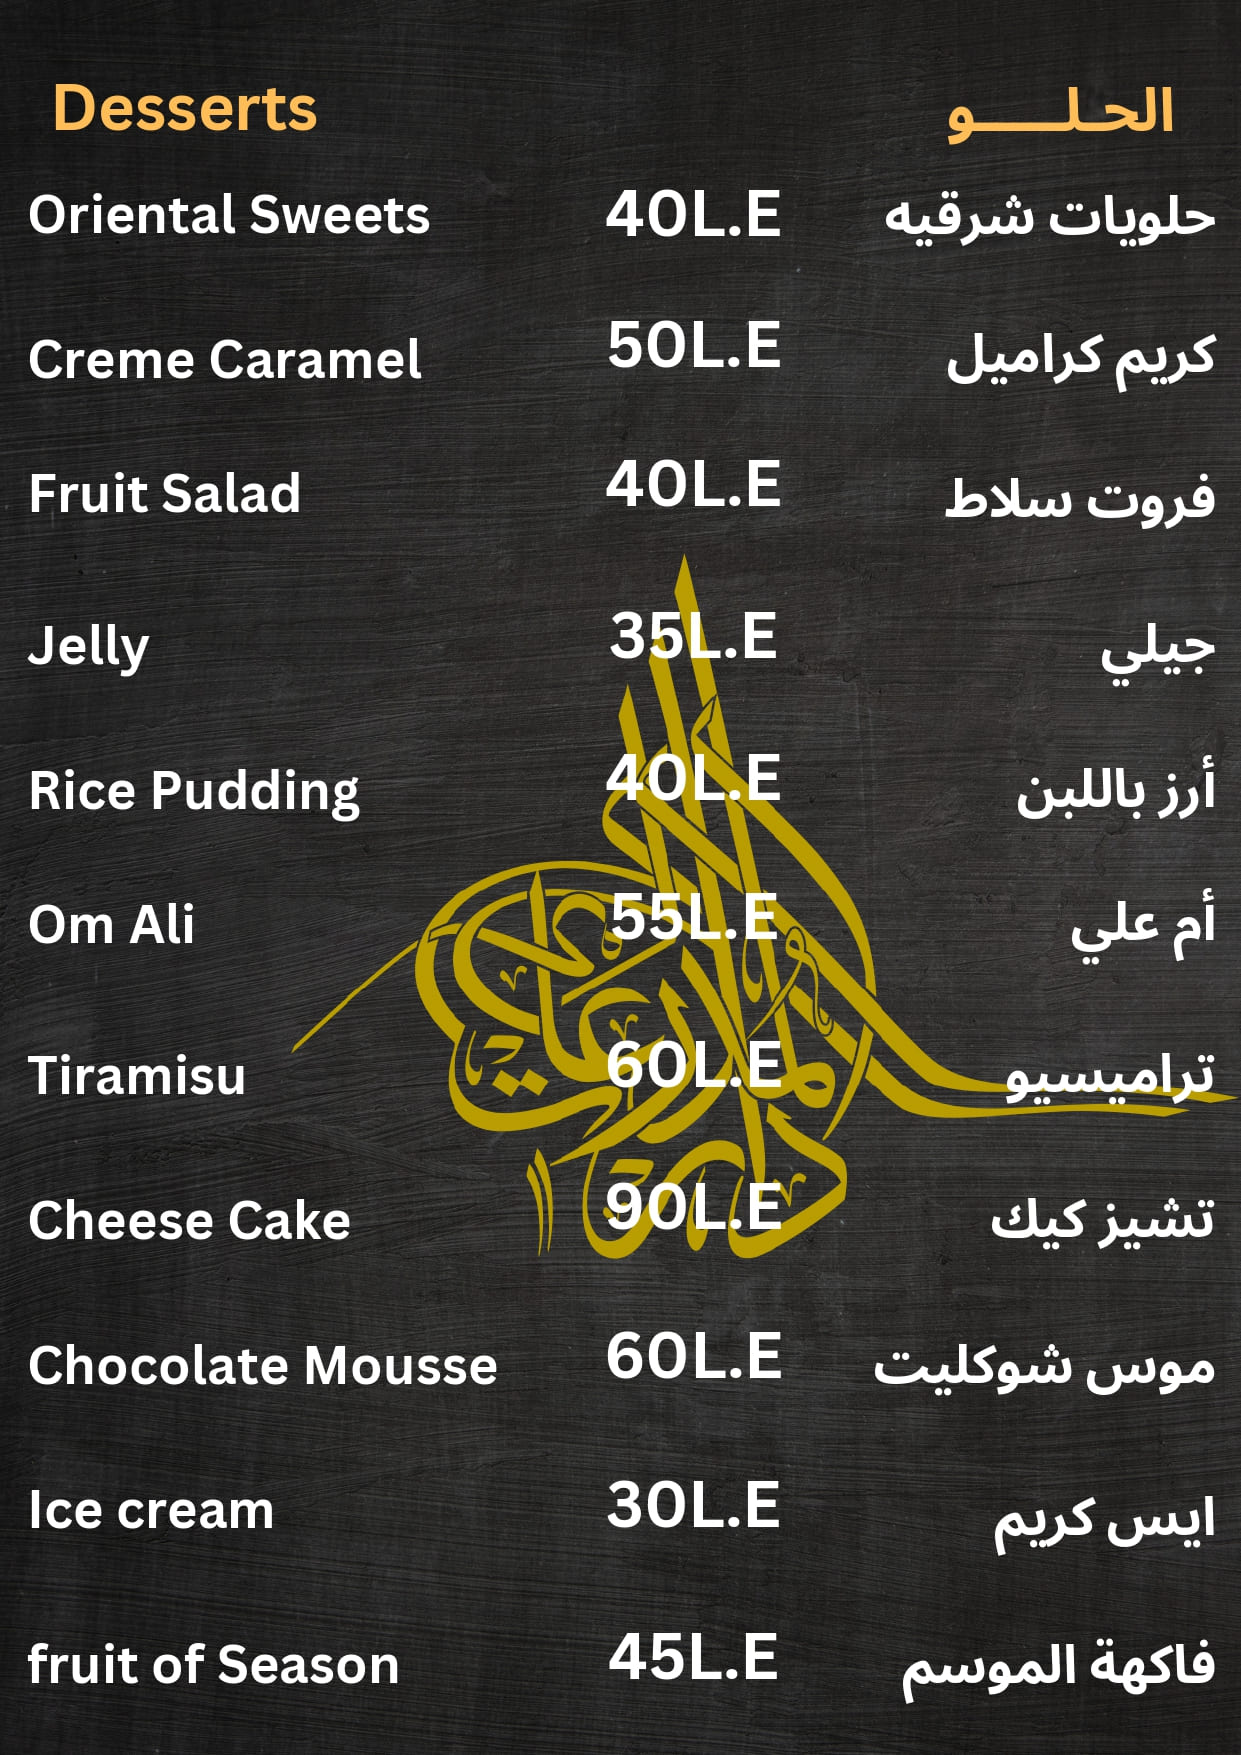 Desserts الحلـــــو
Oriental Sweets 40L.E حلويات شرقيه
Creme Caramel 50L.E كريم كراميل
Fruit Salad 40L.E فروت سلاط
Jelly 35L.E جيلي
Rice Pudding 40L.E أرز باللبن
Om Ali 55L.E أم علي
Tiramisu 60L.E تراميسيو
Cheese Cake 90L.E تشيز كيك
Chocolate Mousse 60L.E موس شوكليت
Ice cream 30L.E ايس كريم
fruit of Season 45L.E فاكهة الموسم